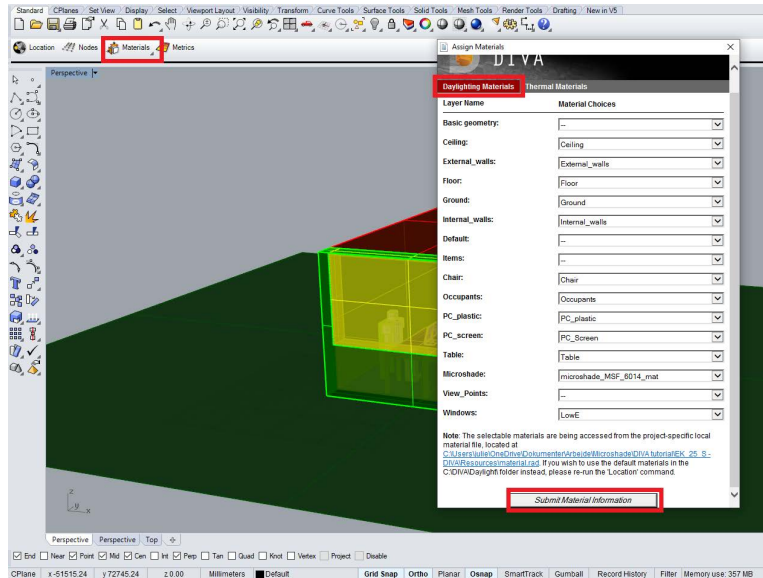 Standard CPlanes Set View Display Select Viewport Layout Visibility Transform Curve Tools Surface Tools Solid Tools Mesh Tools Render Tools Drafting New in V5
Location Nodes Materials Metrics
Perspective
Assign Materials
DIVA
Daylighting Materials Thermal Materials
Layer Name Material Choices
Basic geometry: --
Ceiling: Ceiling
External_walls: External_walls
Floor: Floor
Ground: Ground
Internal_walls: Internal_walls
Default: --
Items: --
Chair: Chair
Occupants: Occupants
PC_plastic: PC_plastic
PC_screen: PC_Screen
Table: Table
Microshade: microshade_MSF_6014_mat
View_Points: --
Windows: LowE
Note: The selectable materials are being accessed from the project-specific local
material file, located at
C:\Users\julie\OneDrive\Dokumenter\Arbejde\Microshade\DIVA tutorial\EK_25_S -
DIVA\Resources\material.rad. If you wish to use the default materials in the
C:\DIVA\Daylight\ folder instead, please re-run the 'Location' command.
Submit Material Information
z
y x
Perspective Perspective Top
End Near Point Mid Cen Int Perp Tan Quad Knot Vertex Project Disable
CPlane x -51515.24 y 72745.24 z 0.00 Millimeters Default Grid Snap Ortho Planar Osnap SmartTrack Gumball Record History Filter Memory use: 357 MB